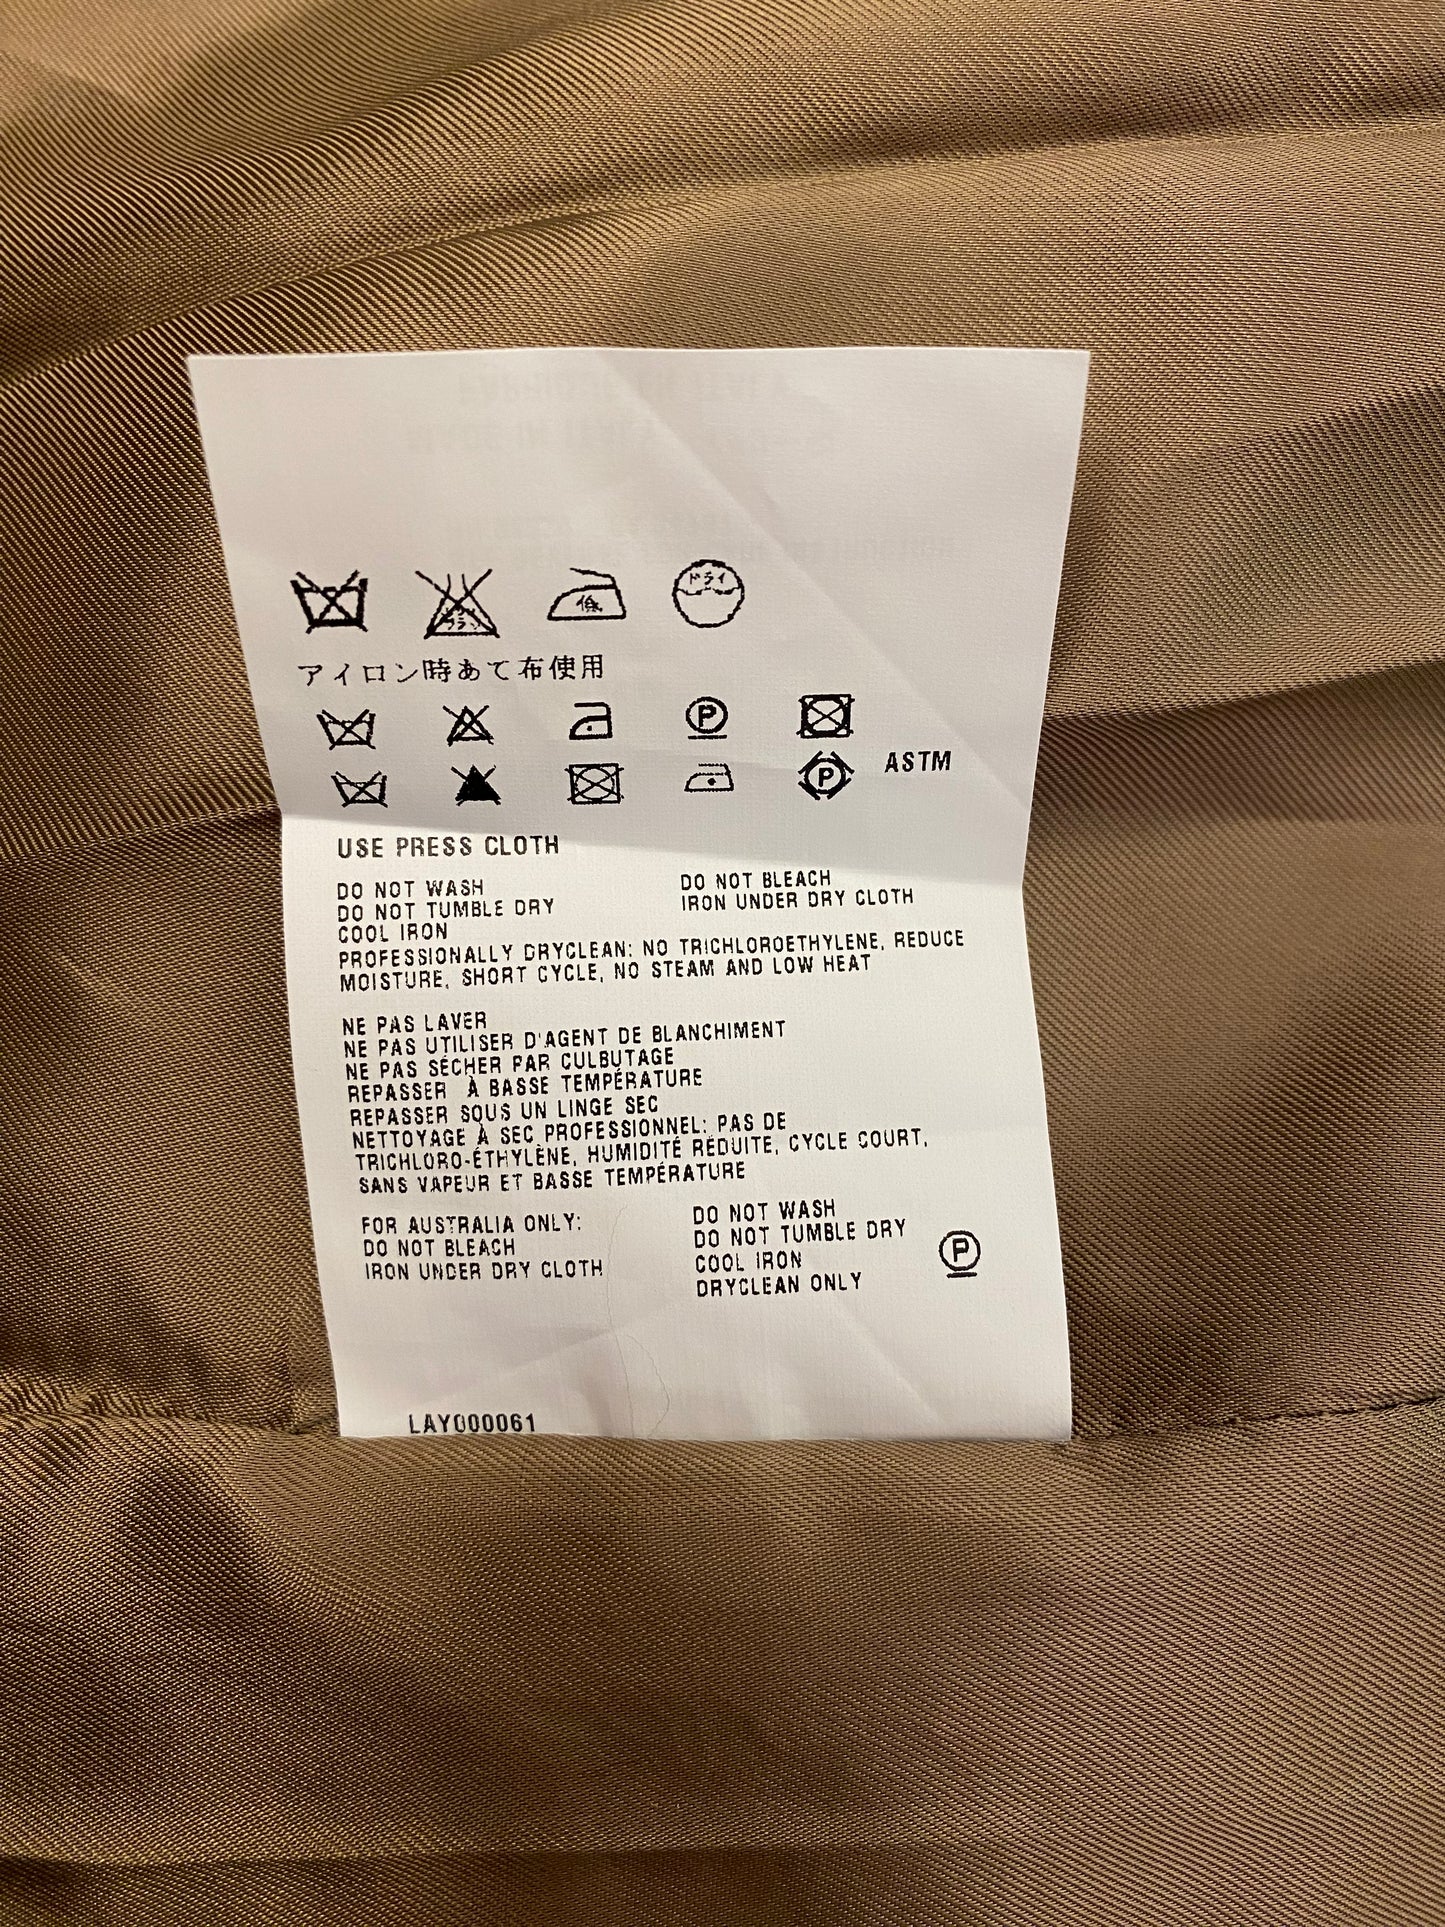 ドライ
アイロン時あて布使用
P
P ASTM
USE PRESS CLOTH
DO NOT WASH DO NOT BLEACH
DO NOT TUMBLE DRY IRON UNDER DRY CLOTH
COOL IRON
PROFESSIONALLY DRYCLEAN: NO TRICHLOROETHYLENE, REDUCE
MOISTURE, SHORT CYCLE, NO STEAM AND LOW HEAT
NE PAS LAVER
NE PAS UTILISER D'AGENT DE BLANCHIMENT
NE PAS SÉCHER PAR CULBUTAGE
REPASSER À BASSE TEMPÉRATURE
REPASSER SOUS UN LINGE SEC
NETTOYAGE À SEC PROFESSIONNEL: PAS DE
TRICHLORO-ÉTHYLÈNE, HUMIDITÉ RÉDUITE, CYCLE COURT,
SANS VAPEUR ET BASSE TEMPÉRATURE
FOR AUSTRALIA ONLY: DO NOT WASH
DO NOT BLEACH DO NOT TUMBLE DRY
IRON UNDER DRY CLOTH COOL IRON
DRYCLEAN ONLY
P
LAY000061